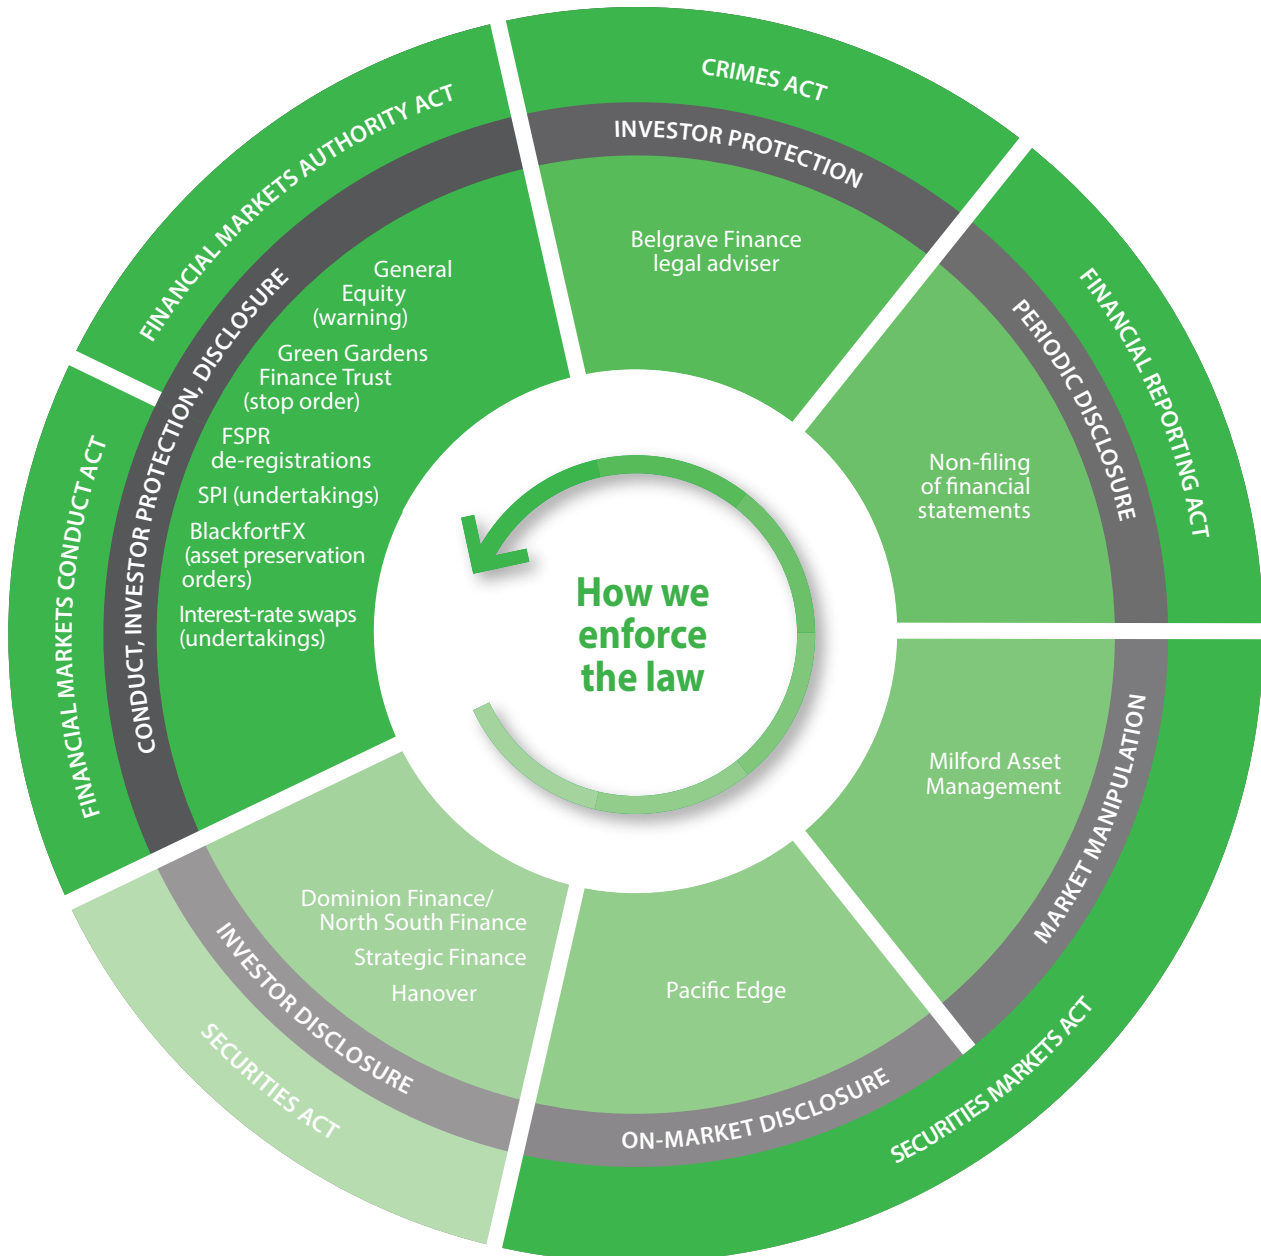 CRIMES ACT
INVESTOR PROTECTION
Belgrave Finance
legal adviser
FINANCIAL REPORTING ACT
PERIODIC DISCLOSURE
Non-filing
of financial
statements
SECURITIES MARKETS ACT
MARKET MANIPULATION
Milford Asset
Management
ON-MARKET DISCLOSURE
Pacific Edge
SECURITIES ACT
INVESTOR DISCLOSURE
Dominion Finance/
North South Finance
Strategic Finance
Hanover
FINANCIAL MARKETS CONDUCT ACT
FINANCIAL MARKETS AUTHORITY ACT
CONDUCT, INVESTOR PROTECTION, DISCLOSURE
General
Equity
(warning)
Green Gardens
Finance Trust
(stop order)
FSPR
de-registrations
SPI (undertakings)
BlackfortFX
(asset preservation
orders)
Interest-rate swaps
(undertakings)
How we
enforce
the law